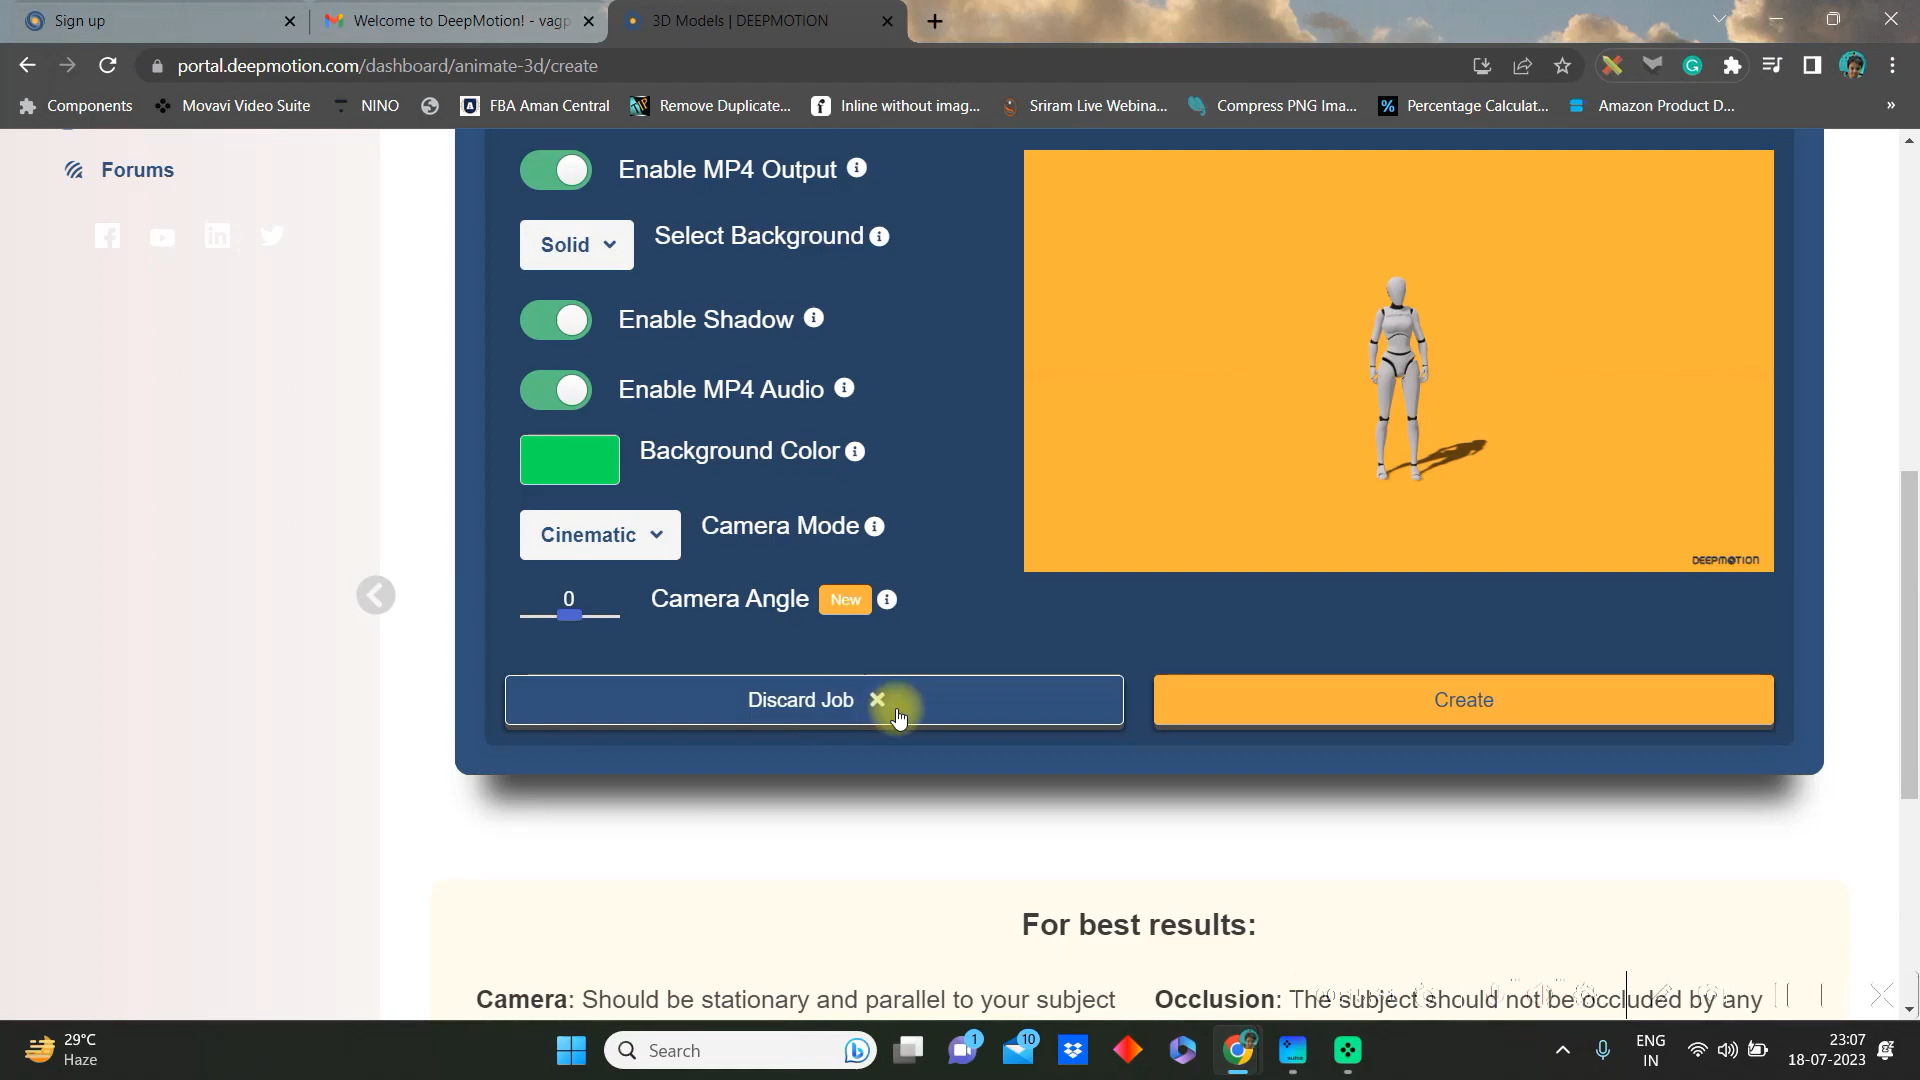 Sign up
Welcome to DeepMotion! - vagp
3D Models | DEEPMOTION
portal.deepmotion.com/dashboard/animate-3d/create
Components
Movavi Video Suite
NINO
FBA Aman Central
Remove Duplicate...
Inline without imag...
Sriram Live Webina...
Compress PNG Ima...
Percentage Calculat...
Amazon Product D...
»
Forums
Enable MP4 Output
Solid
Select Background
Enable Shadow
Enable MP4 Audio
Background Color
Cinematic
Camera Mode
0
Camera Angle
New
DEEPMOTION
Discard Job
Create
For best results:
Camera: Should be stationary and parallel to your subject
Occlusion: The subject should not be occluded by any
29°C
Haze
Search
1
10
ENG
IN
23:07
18-07-2023